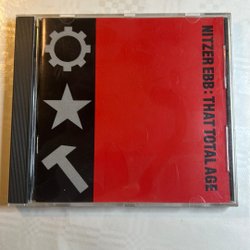 NITZER EBB: THAT TOTAL AGE